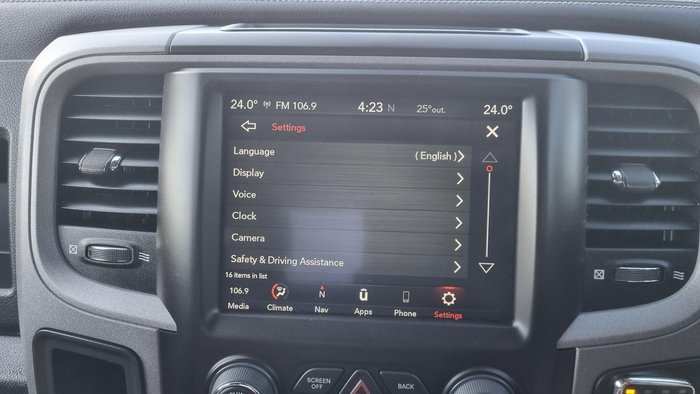 24.0° FM 106.9 4:23 N 25°out. 24.0°
Settings
Language ( English )
Display
Voice
Clock
Camera
Safety & Driving Assistance
16 items in list
106.9 N ū
Media Climate Nav Apps Phone Settings
SCREEN OFF BACK